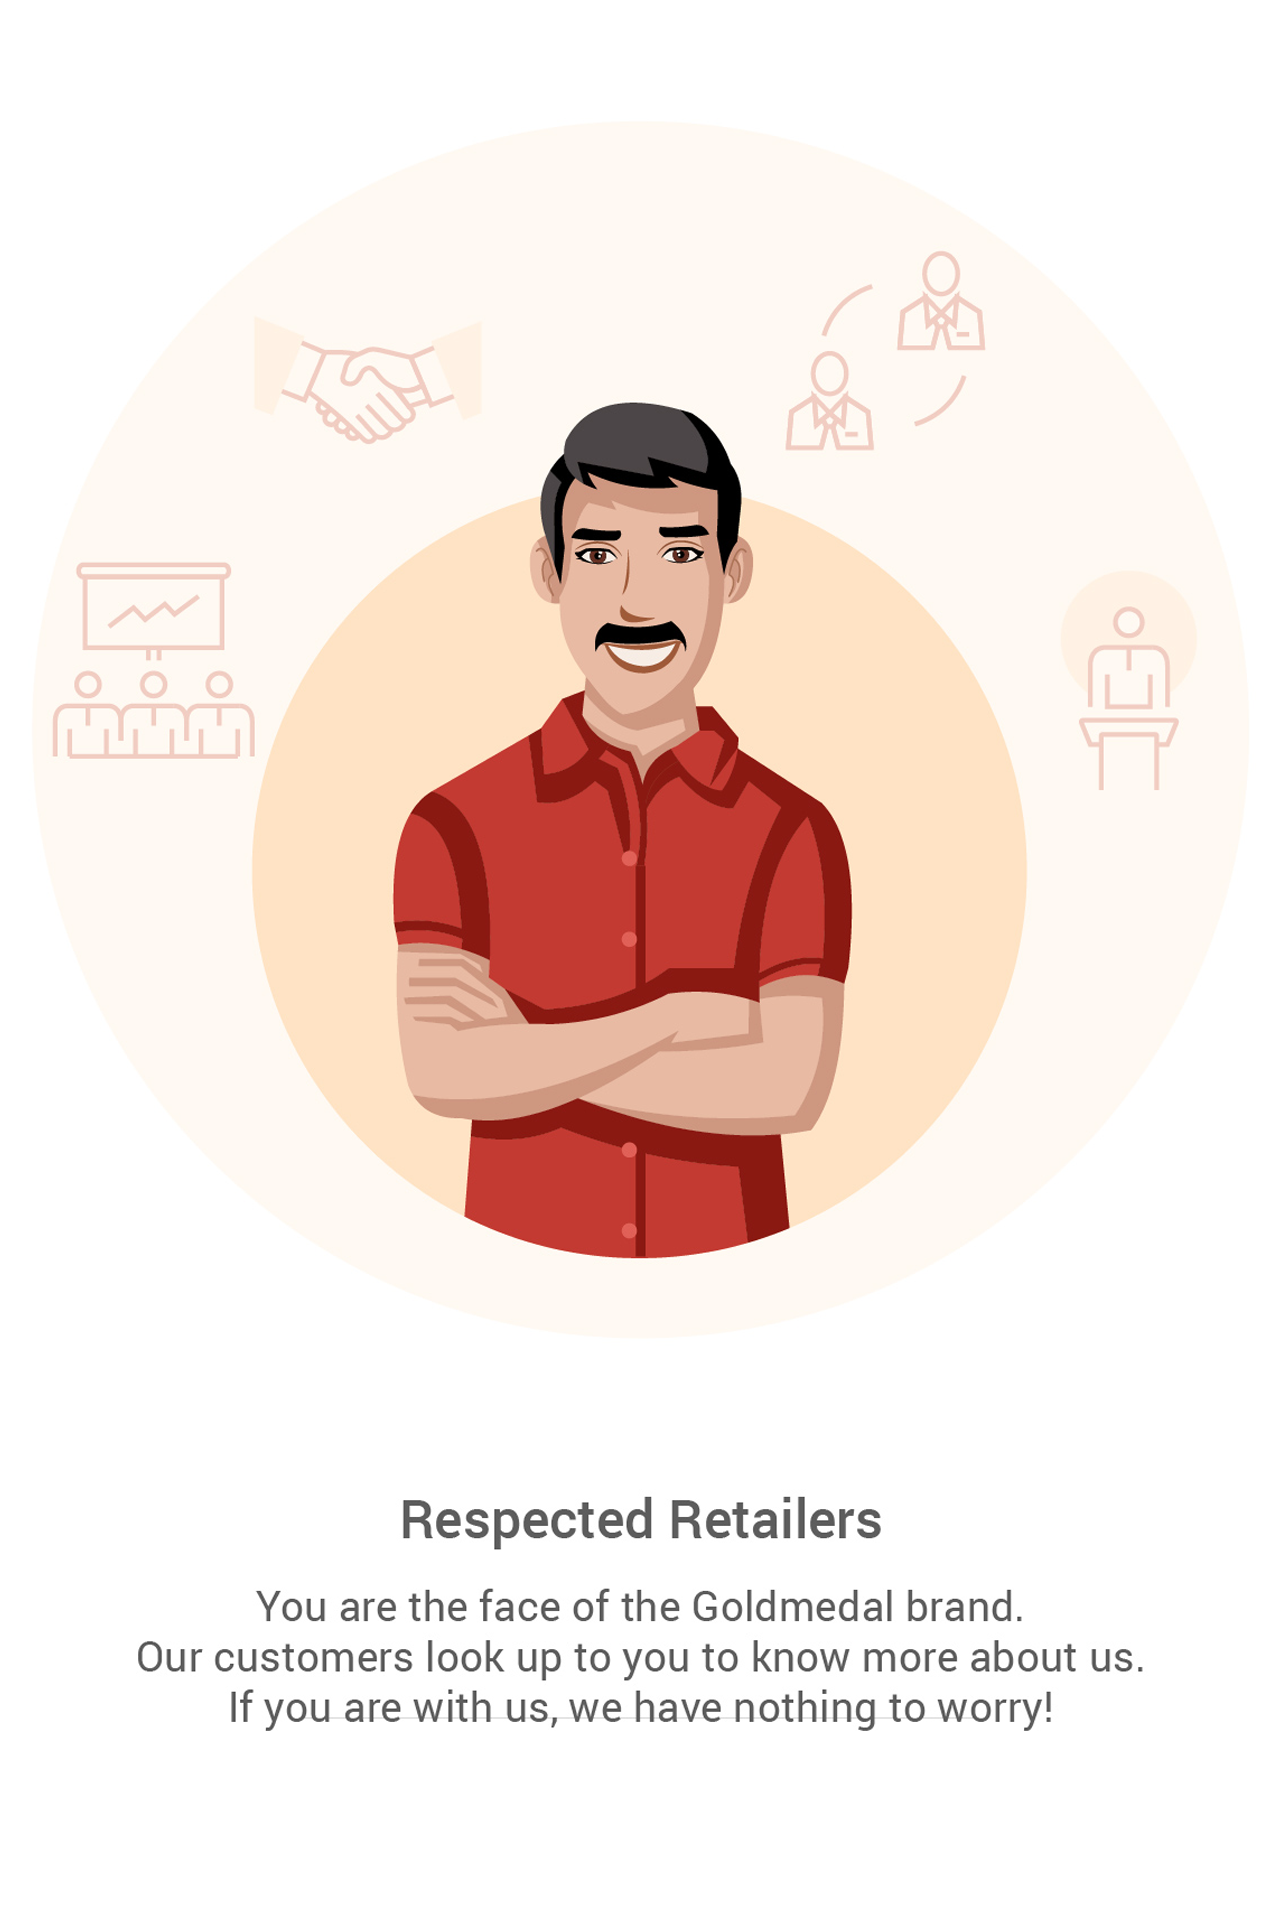 Respected Retailers
You are the face of the Goldmedal brand.
Our customers look up to you to know more about us.
If you are with us, we have nothing to worry!